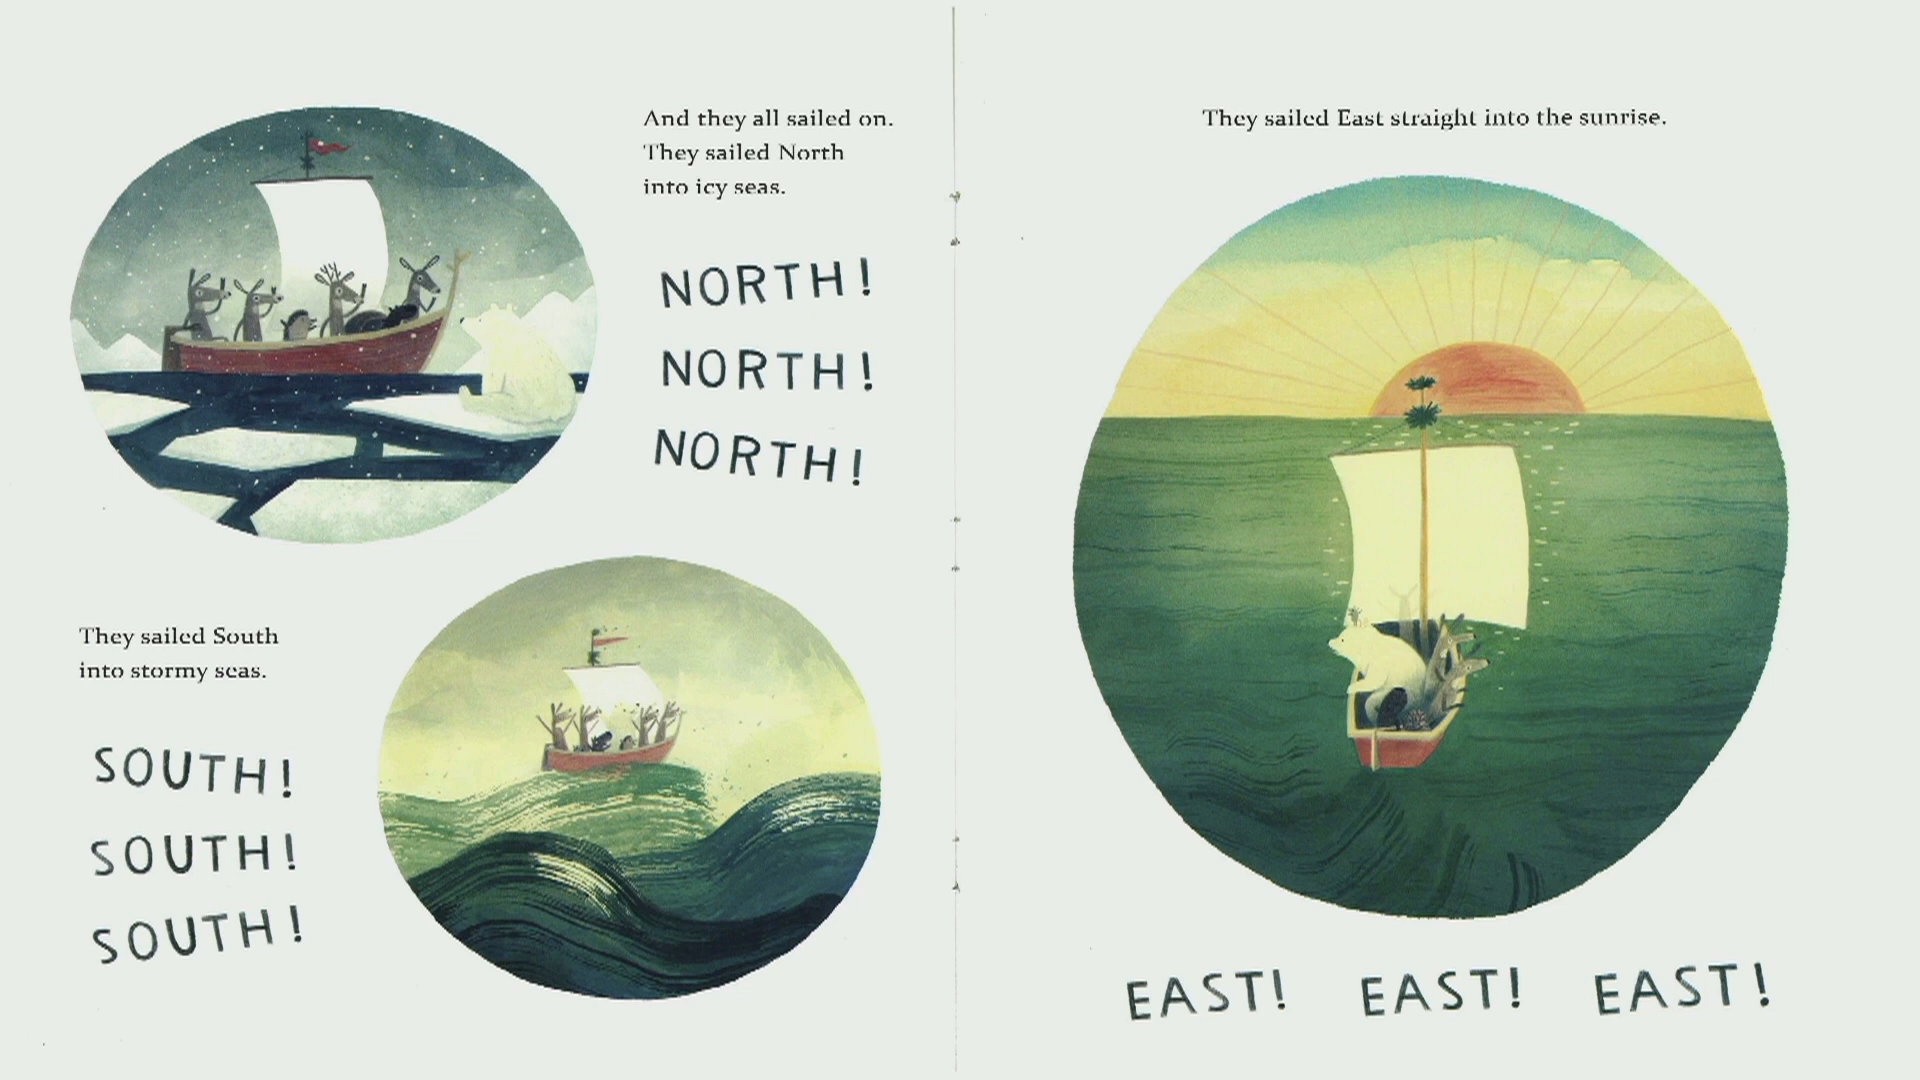 And they all sailed on.
They sailed North
into icy seas.
NORTH!
NORTH!
NORTH!
They sailed South
into stormy seas.
SOUTH!
SOUTH!
SOUTH!
They sailed East straight into the sunrise.
EAST! EAST! EAST!